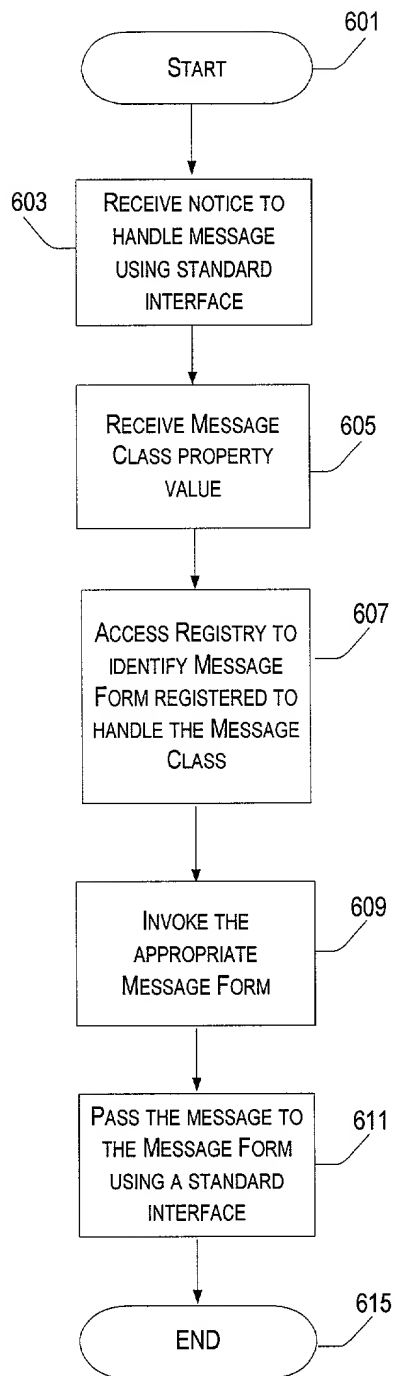 601
START
603
RECEIVE NOTICE TO
HANDLE MESSAGE
USING STANDARD
INTERFACE
RECEIVE MESSAGE
CLASS PROPERTY
VALUE
605
ACCESS REGISTRY TO
IDENTIFY MESSAGE
FORM REGISTERED TO
HANDLE THE MESSAGE
CLASS
607
INVOKE THE
APPROPRIATE
MESSAGE FORM
609
PASS THE MESSAGE TO
THE MESSAGE FORM
USING A STANDARD
INTERFACE
611
END
615